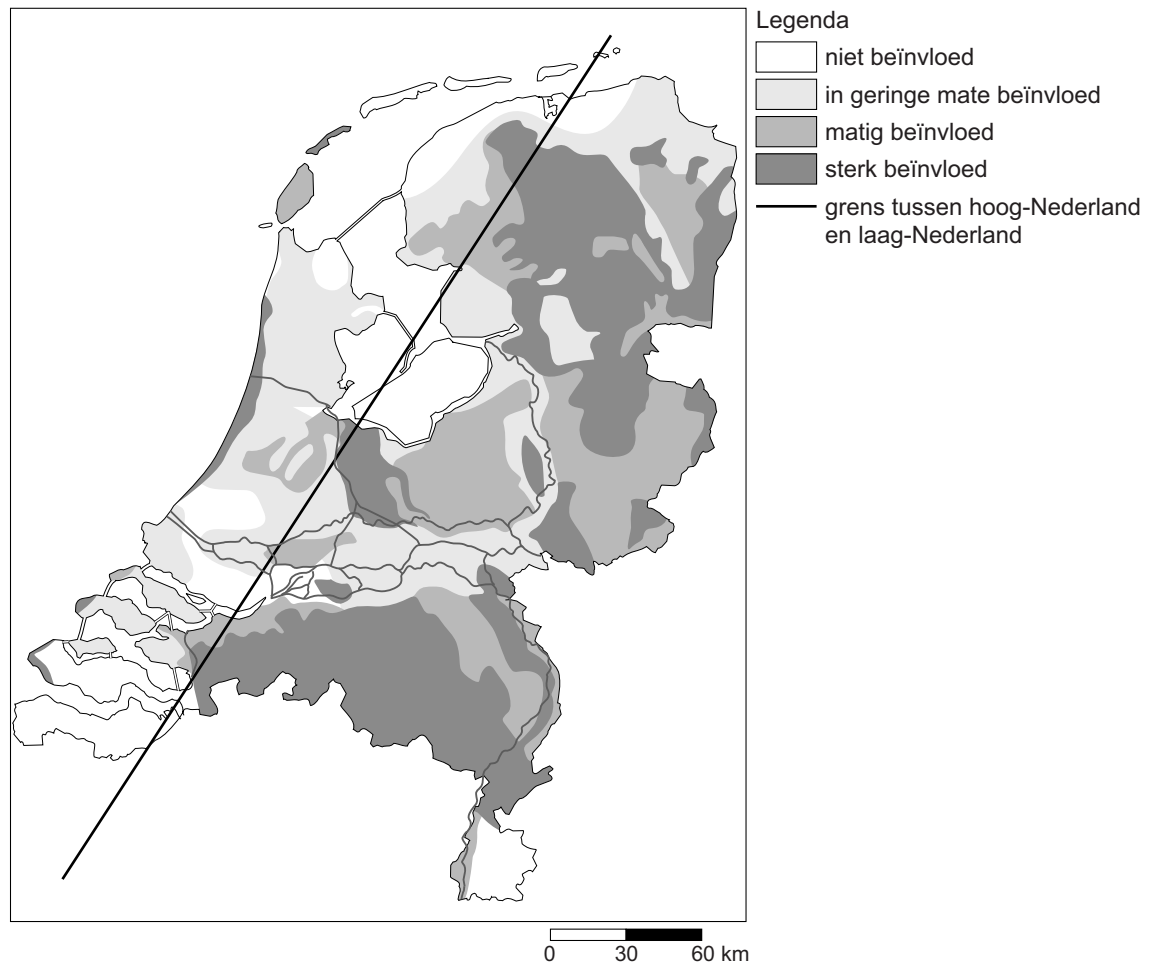 Legenda
niet beïnvloed
in geringe mate beïnvloed
matig beïnvloed
sterk beïnvloed
grens tussen hoog-Nederland
en laag-Nederland
0 30 60 km